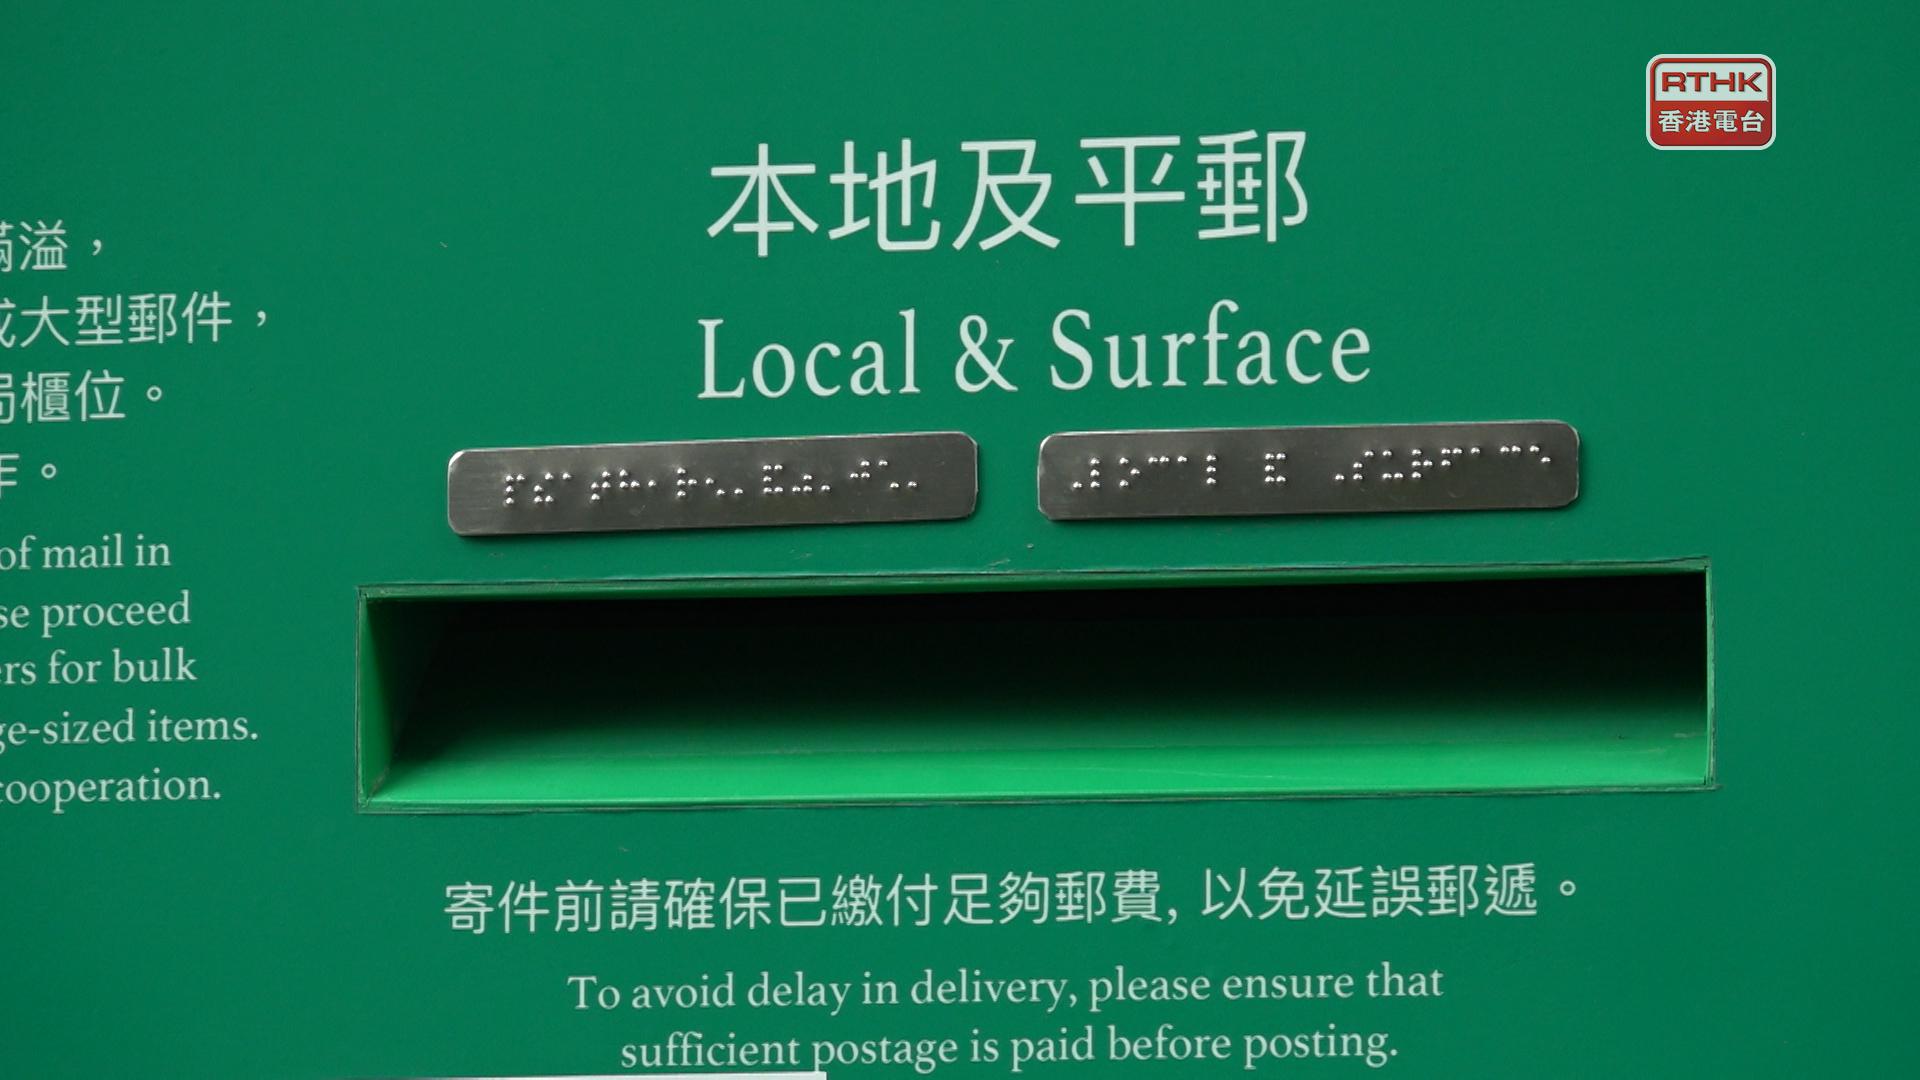 RTHK
香港電台
滿溢，
或大型郵件，
局櫃位。
作。
of mail in
se proceed
ers for bulk
ge-sized items.
cooperation.
本地及平郵
Local & Surface
寄件前請確保已繳付足夠郵費, 以免延誤郵遞。
To avoid delay in delivery, please ensure that
sufficient postage is paid before posting.